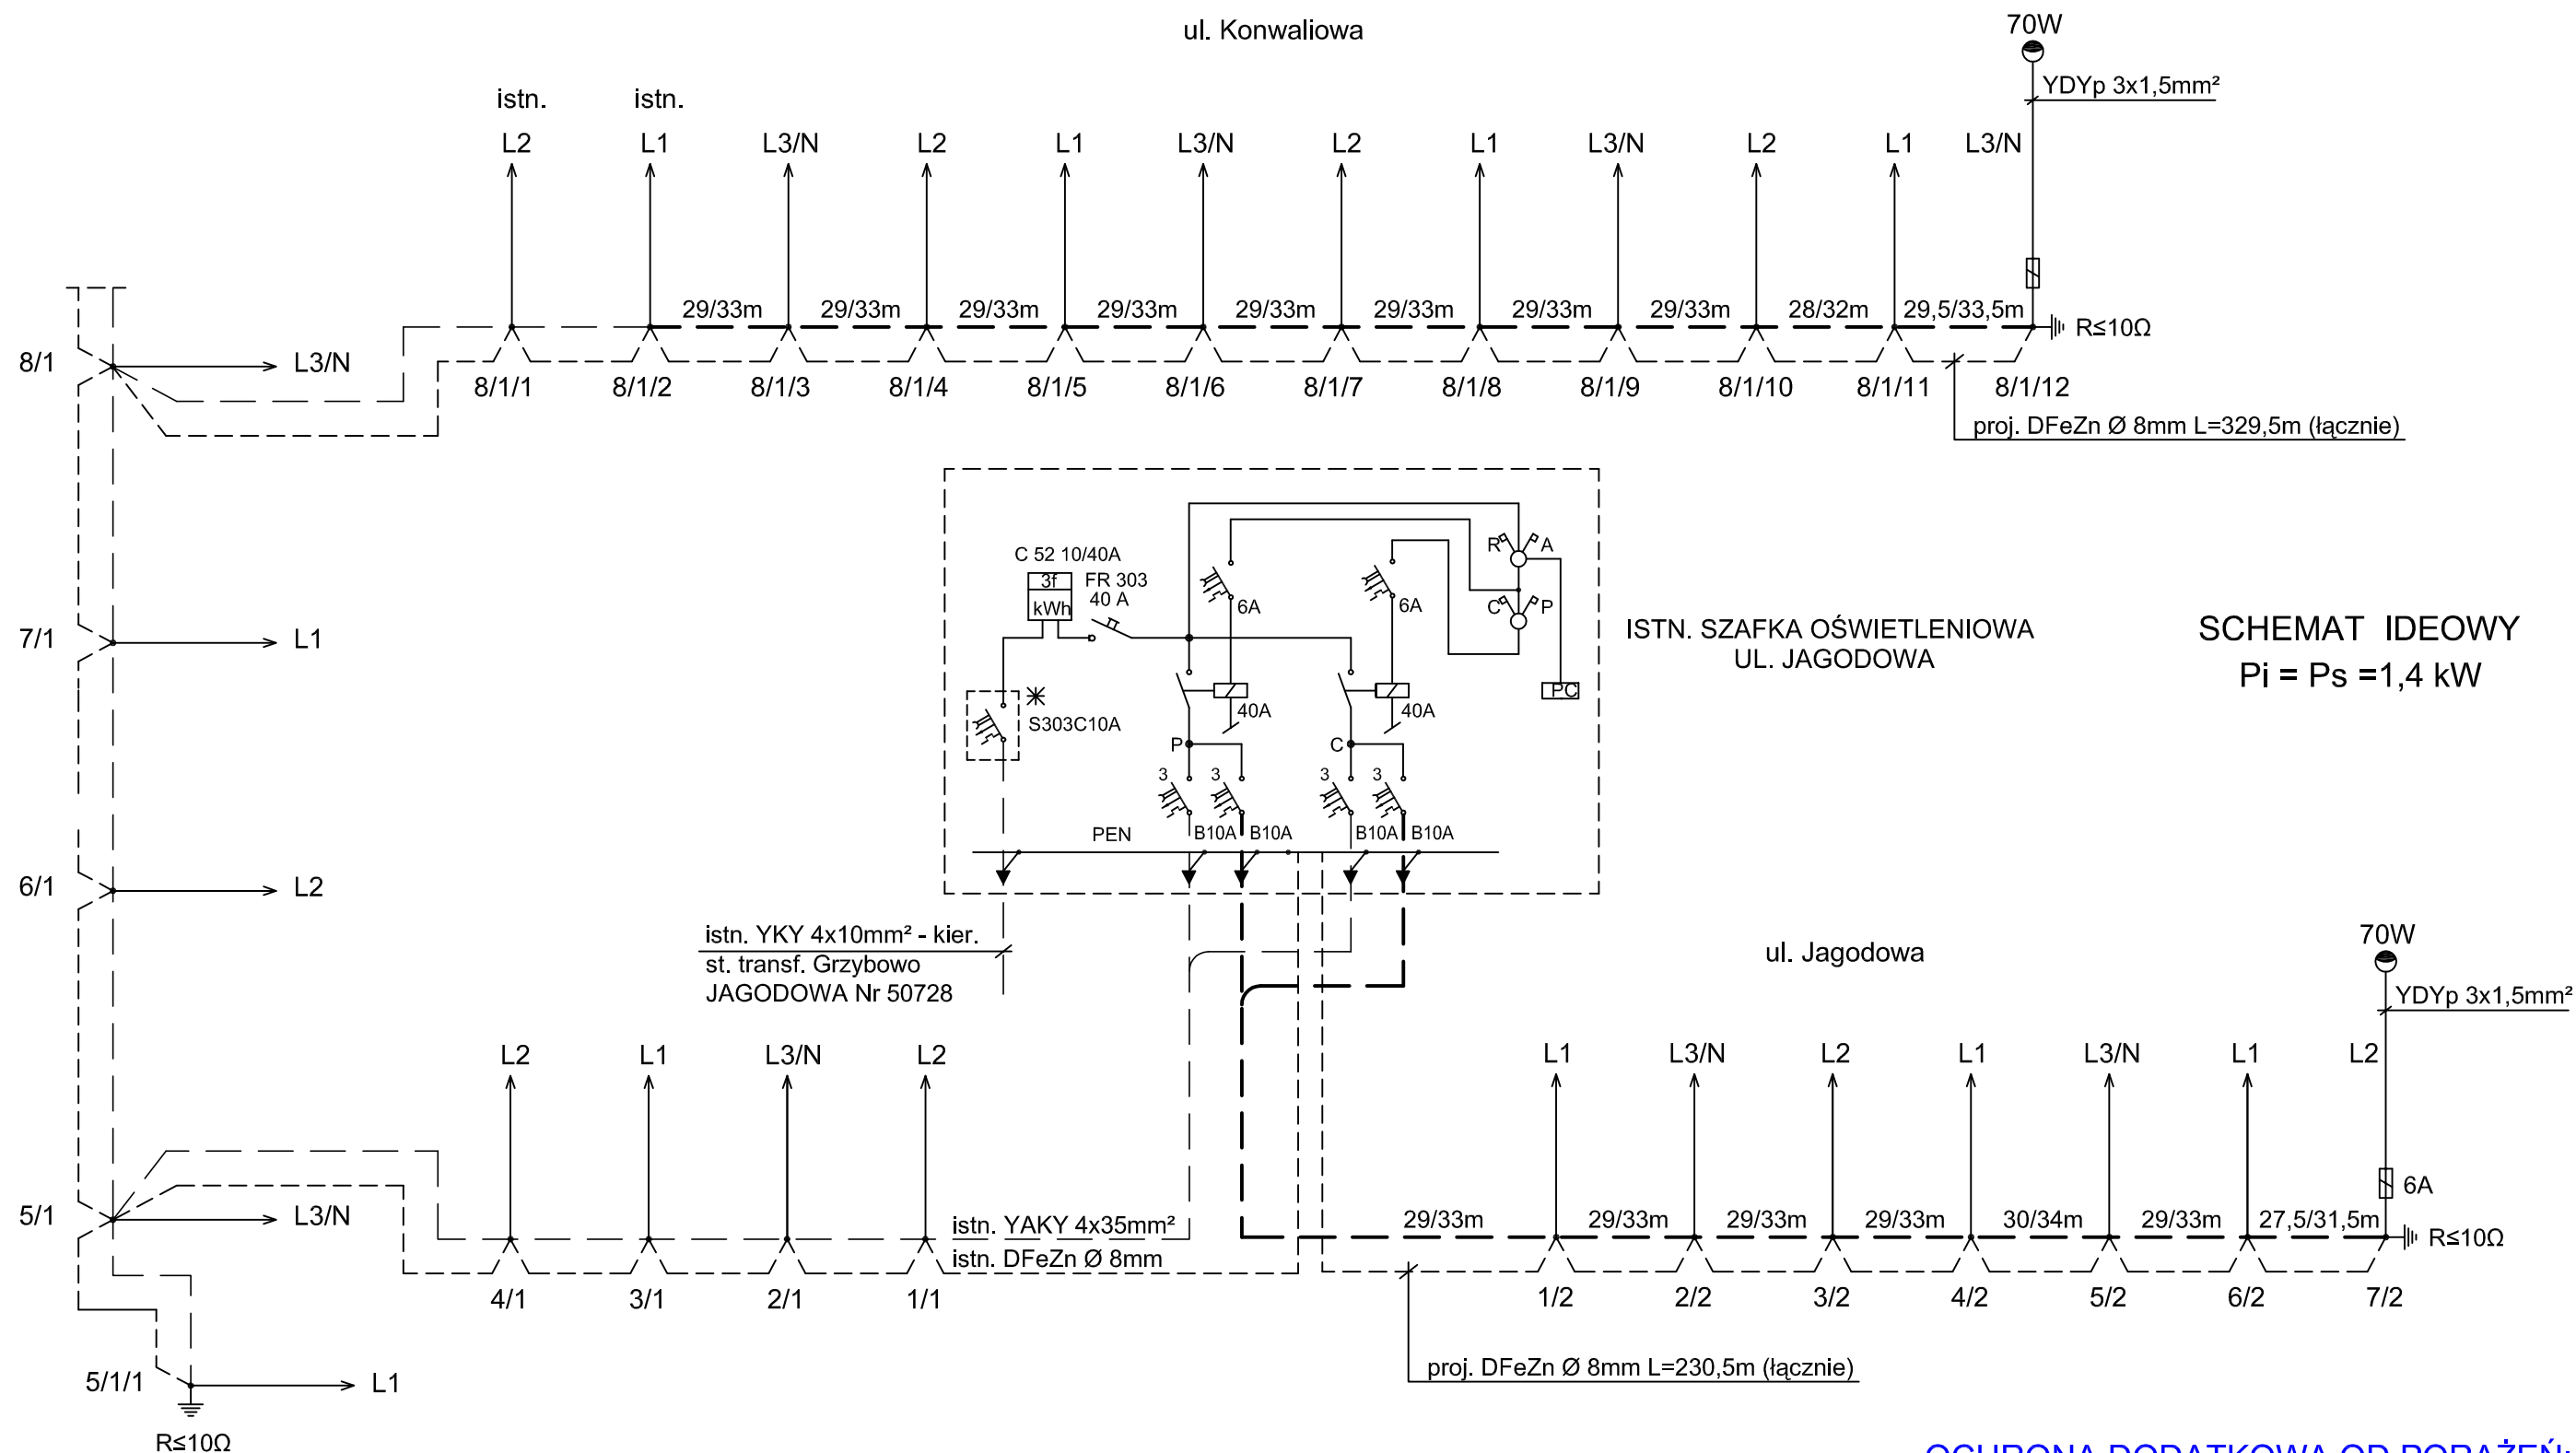 ul. Konwaliowa
70W
YDYp 3x1,5mm²
istn. istn.
L2 L1 L3/N L2 L1 L3/N L2 L1 L3/N L2 L1 L3/N
29/33m 29/33m 29/33m 29/33m 29/33m 29/33m 29/33m 29/33m 28/32m 29,5/33,5m
R≤10Ω
8/1 L3/N
8/1/1 8/1/2 8/1/3 8/1/4 8/1/5 8/1/6 8/1/7 8/1/8 8/1/9 8/1/10 8/1/11 8/1/12
proj. DFeZn Ø 8mm L=329,5m (łącznie)
C 52 10/40A
3f
kWh
FR 303
40 A
6A
6A
R A
C P
ISTN. SZAFKA OŚWIETLENIOWA
UL. JAGODOWA
SCHEMAT IDEOWY
Pi = Ps =1,4 kW
7/1 L1
S303C10A
40A
40A
PC
P
C
3 3 3 3
PEN
B10A B10A B10A B10A
6/1 L2
istn. YKY 4x10mm² - kier.
st. transf. Grzybowo
JAGODOWA Nr 50728
ul. Jagodowa
70W
YDYp 3x1,5mm²
L2 L1 L3/N L2
L1 L3/N L2 L1 L3/N L1 L2
6A
5/1 L3/N
istn. YAKY 4x35mm²
istn. DFeZn Ø 8mm
29/33m 29/33m 29/33m 29/33m 30/34m 29/33m 27,5/31,5m
R≤10Ω
4/1 3/1 2/1 1/1
1/2 2/2 3/2 4/2 5/2 6/2 7/2
proj. DFeZn Ø 8mm L=230,5m (łącznie)
5/1/1 L1
R≤10Ω
OCHRONA DODATKOWA OD PORAŻEŃ: